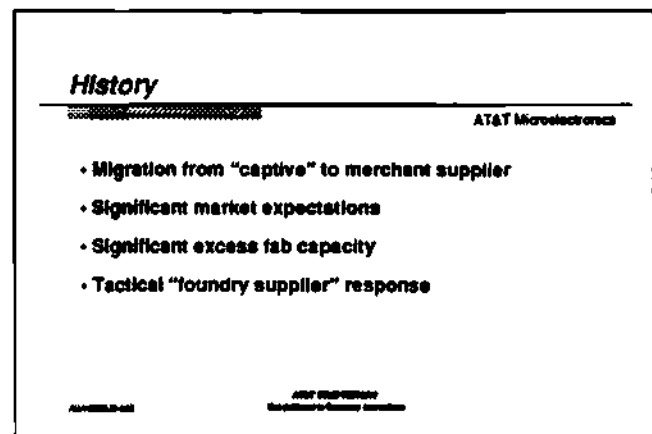 History
AT&T Microelectronics
• Migration from "captive" to merchant supplier
• Significant market expectations
• Significant excess fab capacity
• Tactical "foundry supplier" response